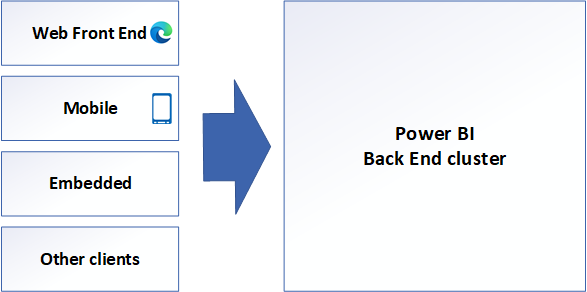 Web Front End
Mobile
Embedded
Other clients
Power BI
Back End cluster